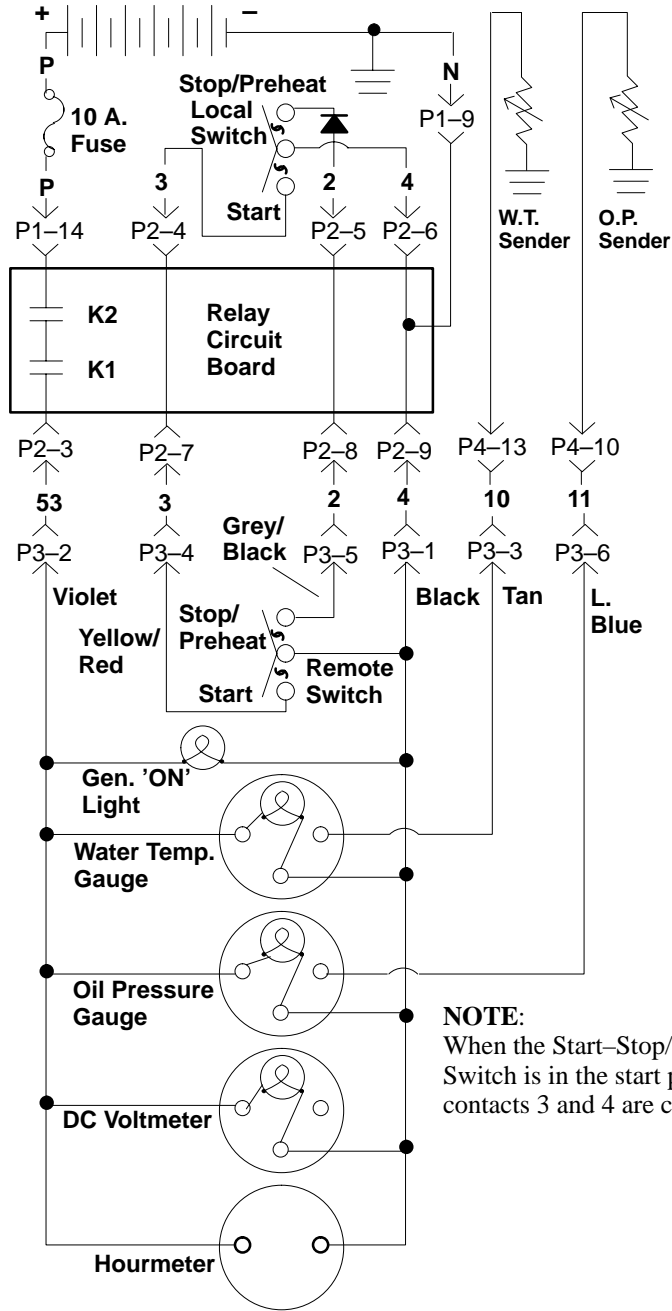 + −
P
N
10 A.
Fuse
P
Stop/Preheat
Local
Switch
Start
3 2 4
P1–9
P1–14 P2–4 P2–5 P2–6
W.T.
Sender
O.P.
Sender
K2
K1
Relay
Circuit
Board
P2–3 P2–7 P2–8 P2–9 P4–13 P4–10
53 3 2 4 10 11
Grey/
Black
P3–2 P3–4 P3–5 P3–1 P3–3 P3–6
Violet
Yellow/
Red
Stop/
Preheat
Start
Remote
Switch
Black
Tan
L.
Blue
Gen. ’ON’
Light
Water Temp.
Gauge
Oil Pressure
Gauge
DC Voltmeter
Hourmeter
NOTE:
When the Start–Stop/
Switch is in the start
contacts 3 and 4 are